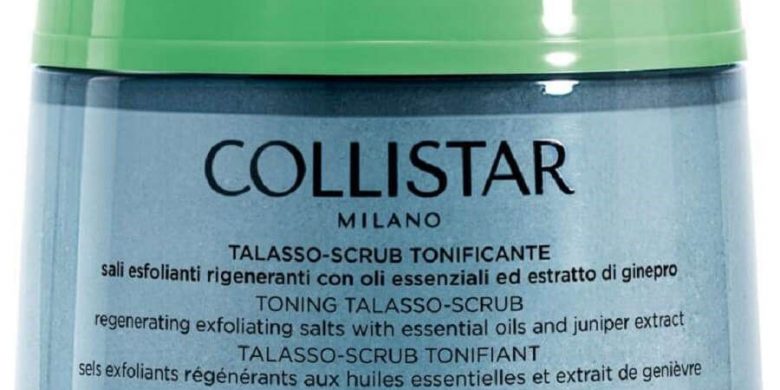 COLLISTAR
MILANO
TALASSO-SCRUB TONIFICANTE
sali esfolianti rigeneranti con oli essenziali ed estratto di ginepro
TONING TALASSO-SCRUB
regenerating exfoliating salts with essential oils and juniper extract
TALASSO-SCRUB TONIFIANT
sels exfoliants régénérants aux huiles essentielles et extrait de genièvre